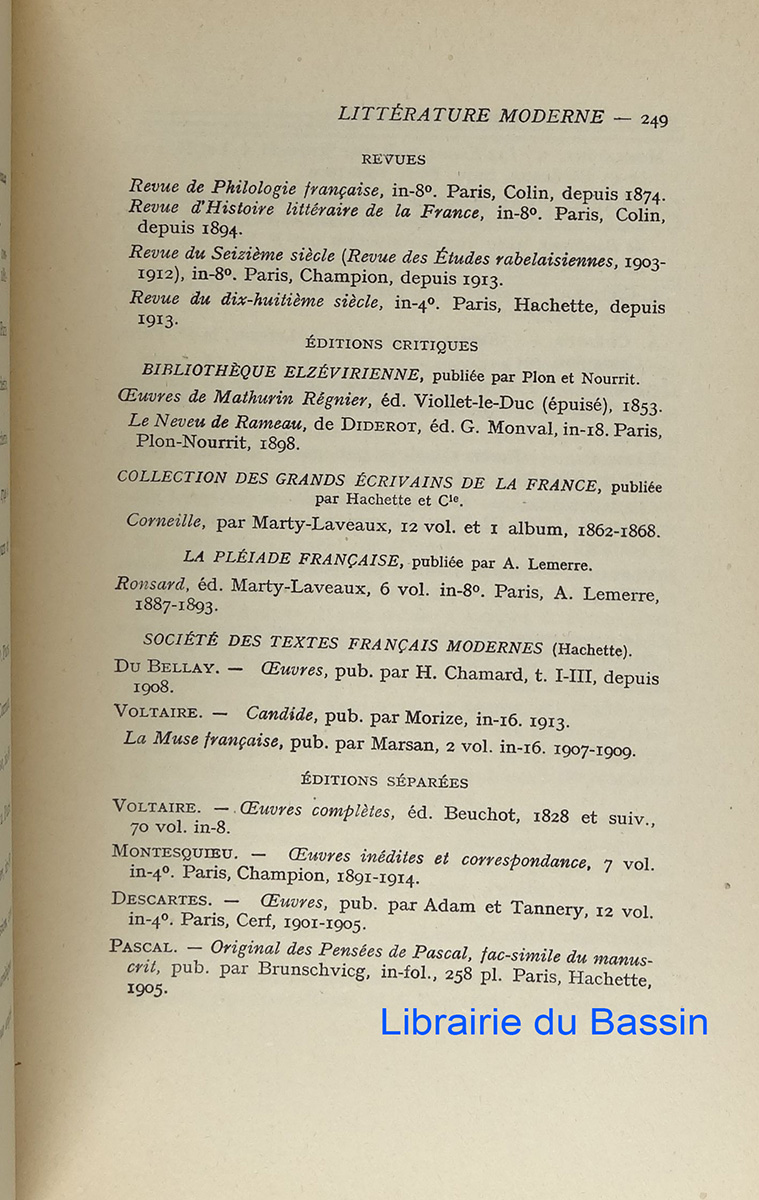 LITTÉRATURE MODERNE — 249
REVUES
Revue de Philologie française, in-8º. Paris, Colin, depuis 1874.
Revue d'Histoire littéraire de la France, in-8º. Paris, Colin,
depuis 1894.
Revue du Seizième siècle (Revue des Études rabelaisiennes, 1903-
1912), in-8º. Paris, Champion, depuis 1913.
Revue du dix-huitième siècle, in-4º. Paris, Hachette, depuis
1913.
ÉDITIONS CRITIQUES
BIBLIOTHÈQUE ELZÉVIRIENNE, publiée par Plon et Nourrit.
Œuvres de Mathurin Régnier, éd. Viollet-le-Duc (épuisé), 1853.
Le Neveu de Rameau, de DIDEROT, éd. G. Monval, in-18. Paris,
Plon-Nourrit, 1898.
COLLECTION DES GRANDS ÉCRIVAINS DE LA FRANCE, publiée
par Hachette et Cie.
Corneille, par Marty-Laveaux, 12 vol. et 1 album, 1862-1868.
LA PLÉIADE FRANÇAISE, publiée par A. Lemerre.
Ronsard, éd. Marty-Laveaux, 6 vol. in-8º. Paris, A. Lemerre,
1887-1893.
SOCIÉTÉ DES TEXTES FRANÇAIS MODERNES (Hachette).
DU BELLAY. — Œuvres, pub. par H. Chamard, t. I-III, depuis
1908.
VOLTAIRE. — Candide, pub. par Morize, in-16. 1913.
La Muse française, pub. par Marsan, 2 vol. in-16. 1907-1909.
ÉDITIONS SÉPARÉES
VOLTAIRE. — Œuvres complètes, éd. Beuchot, 1828 et suiv.,
70 vol. in-8.
MONTESQUIEU. — Œuvres inédites et correspondance, 7 vol.
in-4º. Paris, Champion, 1891-1914.
DESCARTES. — Œuvres, pub. par Adam et Tannery, 12 vol.
in-4º. Paris, Cerf, 1901-1905.
PASCAL. — Original des Pensées de Pascal, fac-simile du manus-
crit, pub. par Brunschvicg, in-fol., 258 pl. Paris, Hachette,
1905.
Librairie du Bassin